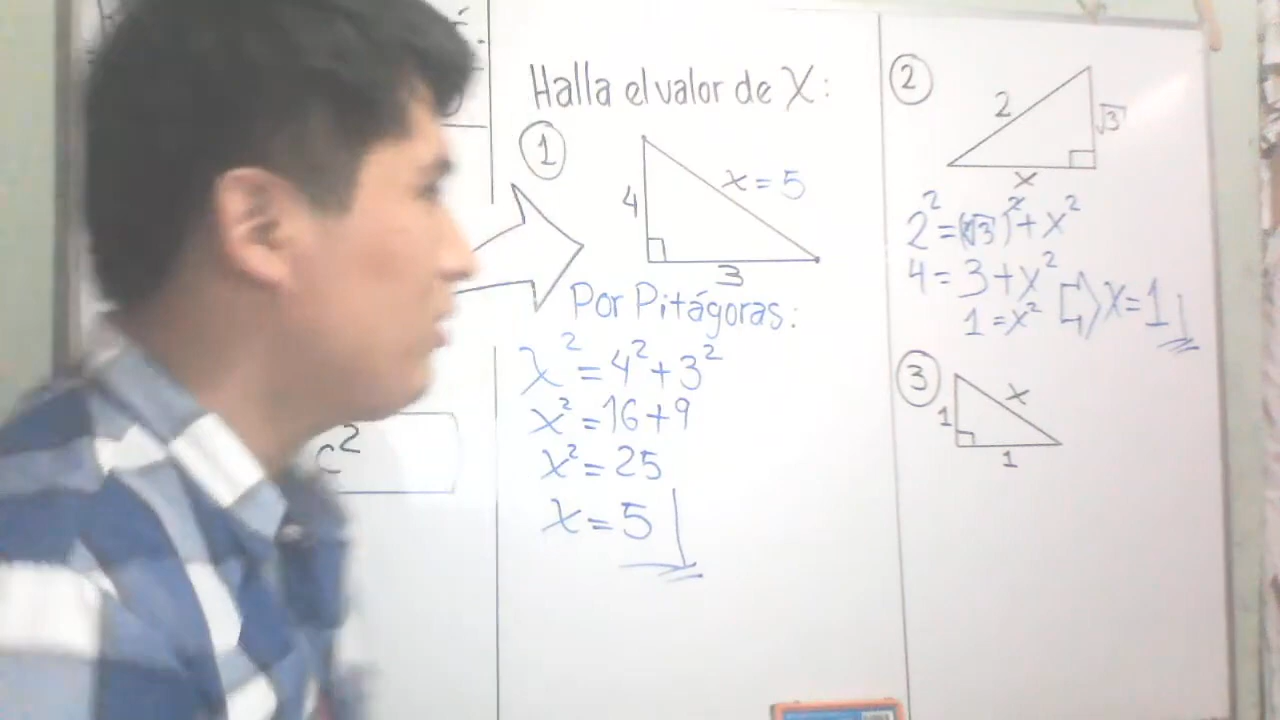 Halla el valor de X:
①
4
x = 5
3
Por Pitágoras:
x² = 4² + 3²
x² = 16 + 9
x² = 25
x = 5
②
2
√3
x
2² = (√3)² + x²
4 = 3 + x²
1 = x² ⇒ x = 1
③
1
x
1
c²